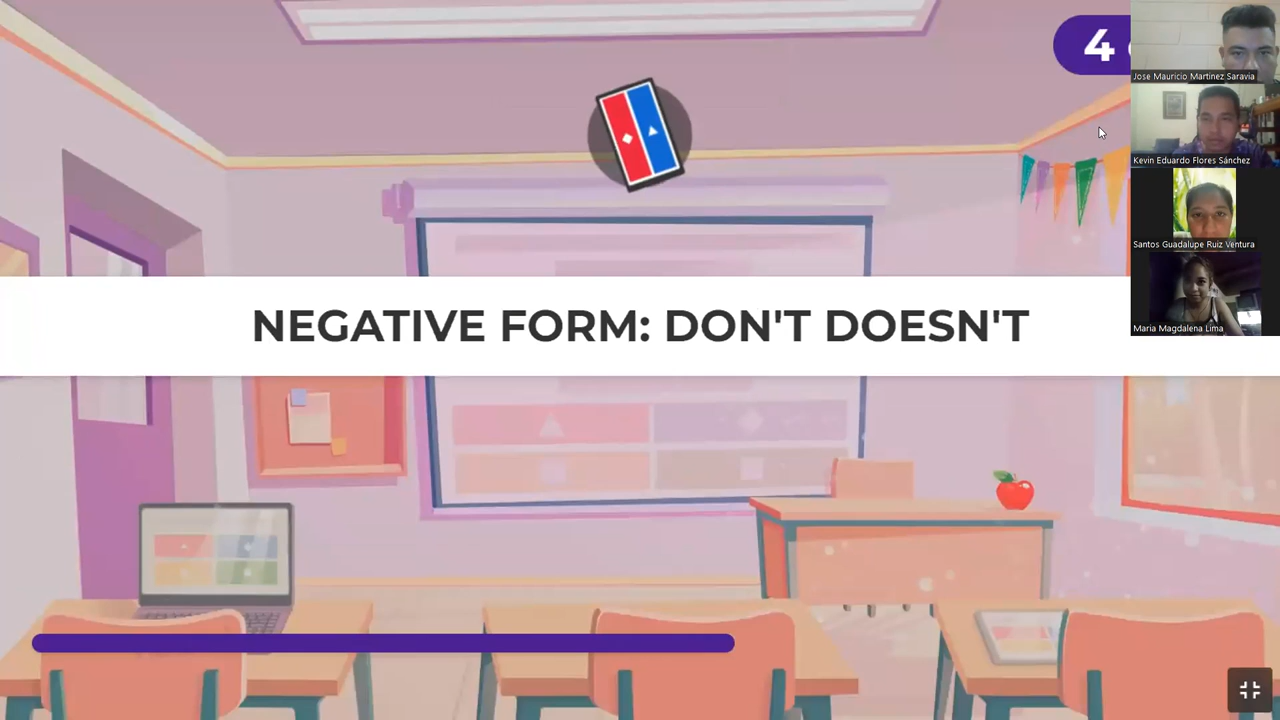 4
Jose Mauricio Martinez Saravia
Kevin Eduardo Flores Sánchez
Santos Guadalupe Ruiz Ventura
Maria Magdalena Lima
NEGATIVE FORM: DON'T DOESN'T